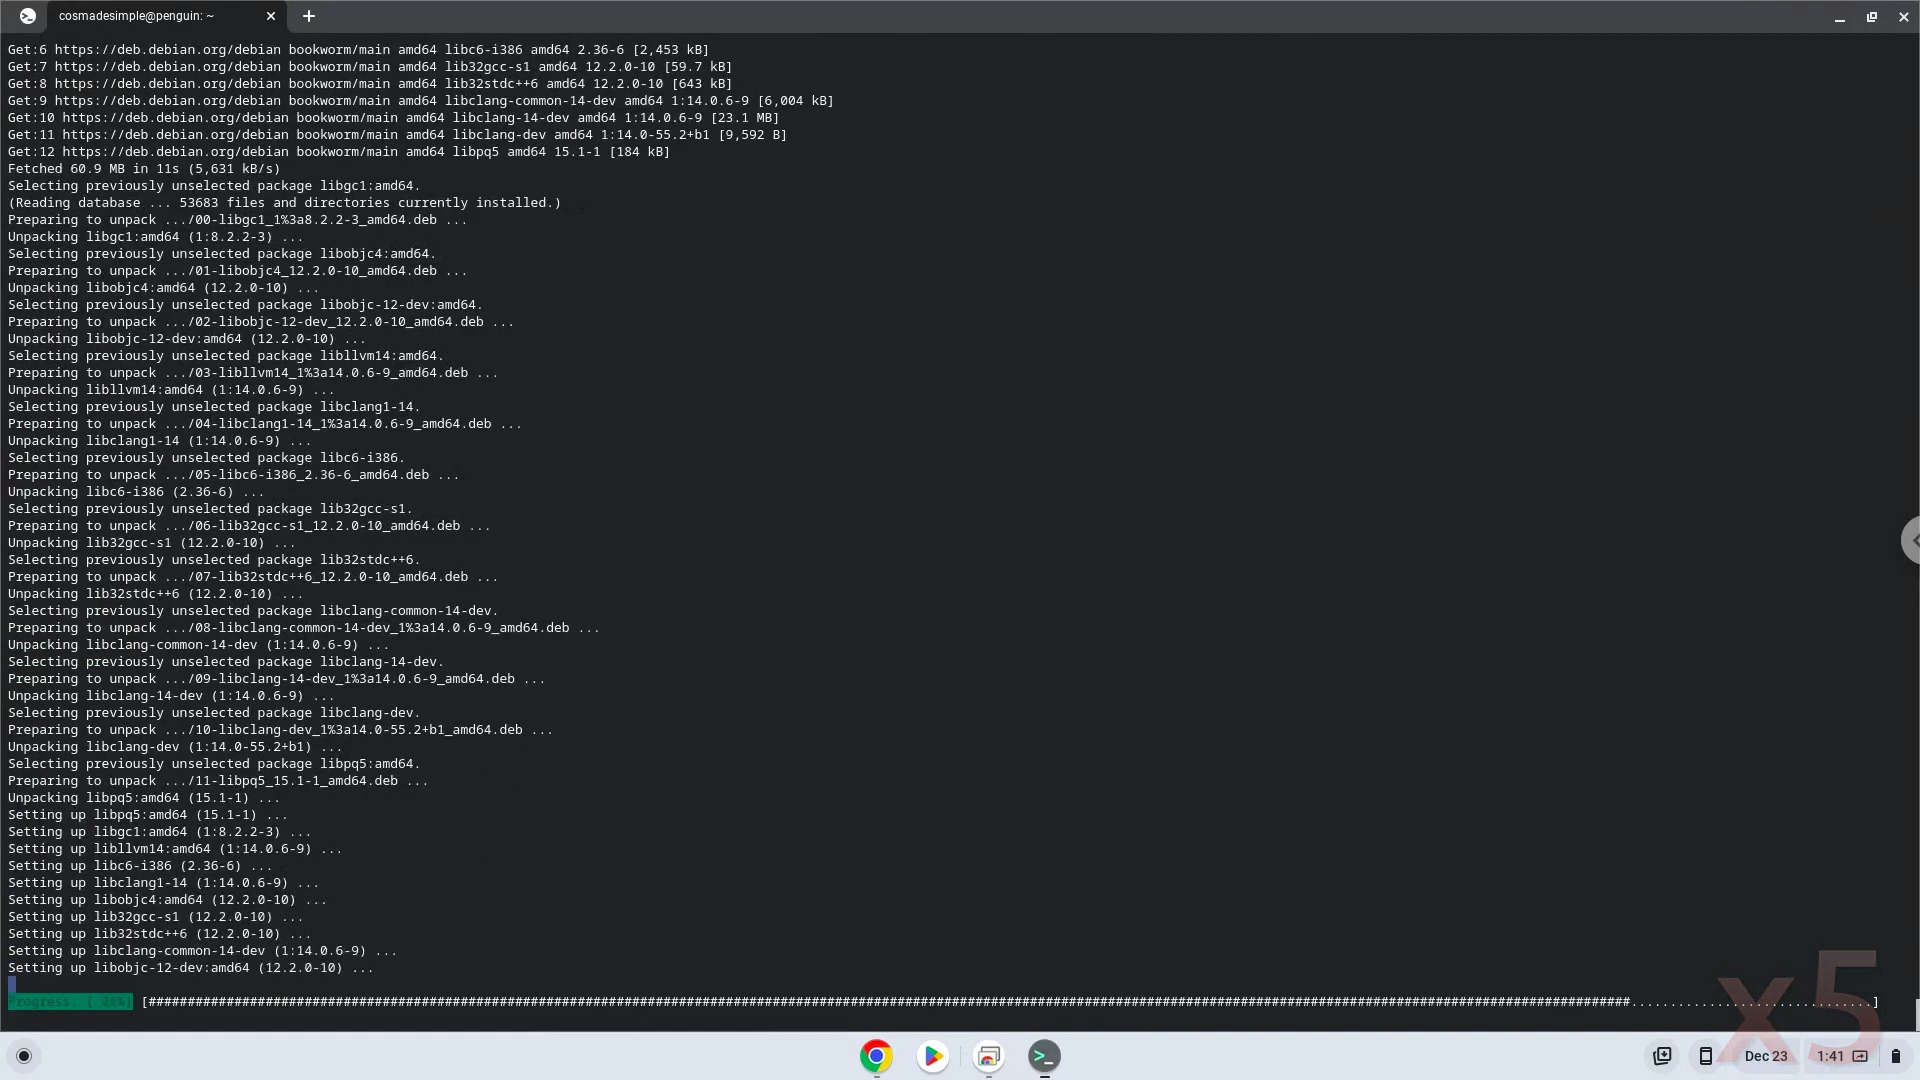 cosmadesimple@penguin: ~
Get:6 https://deb.debian.org/debian bookworm/main amd64 libc6-i386 amd64 2.36-6 [2,453 kB]
Get:7 https://deb.debian.org/debian bookworm/main amd64 lib32gcc-s1 amd64 12.2.0-10 [59.7 kB]
Get:8 https://deb.debian.org/debian bookworm/main amd64 lib32stdc++6 amd64 12.2.0-10 [643 kB]
Get:9 https://deb.debian.org/debian bookworm/main amd64 libclang-common-14-dev amd64 1:14.0.6-9 [6,004 kB]
Get:10 https://deb.debian.org/debian bookworm/main amd64 libclang-14-dev amd64 1:14.0.6-9 [23.1 MB]
Get:11 https://deb.debian.org/debian bookworm/main amd64 libclang-dev amd64 1:14.0-55.2+b1 [9,592 B]
Get:12 https://deb.debian.org/debian bookworm/main amd64 libpq5 amd64 15.1-1 [184 kB]
Fetched 60.9 MB in 11s (5,631 kB/s)
Selecting previously unselected package libgc1:amd64.
(Reading database ... 53683 files and directories currently installed.)
Preparing to unpack .../00-libgc1_1%3a8.2.2-3_amd64.deb ...
Unpacking libgc1:amd64 (1:8.2.2-3) ...
Selecting previously unselected package libobjc4:amd64.
Preparing to unpack .../01-libobjc4_12.2.0-10_amd64.deb ...
Unpacking libobjc4:amd64 (12.2.0-10) ...
Selecting previously unselected package libobjc-12-dev:amd64.
Preparing to unpack .../02-libobjc-12-dev_12.2.0-10_amd64.deb ...
Unpacking libobjc-12-dev:amd64 (12.2.0-10) ...
Selecting previously unselected package libllvm14:amd64.
Preparing to unpack .../03-libllvm14_1%3a14.0.6-9_amd64.deb ...
Unpacking libllvm14:amd64 (1:14.0.6-9) ...
Selecting previously unselected package libclang1-14.
Preparing to unpack .../04-libclang1-14_1%3a14.0.6-9_amd64.deb ...
Unpacking libclang1-14 (1:14.0.6-9) ...
Selecting previously unselected package libc6-i386.
Preparing to unpack .../05-libc6-i386_2.36-6_amd64.deb ...
Unpacking libc6-i386 (2.36-6) ...
Selecting previously unselected package lib32gcc-s1.
Preparing to unpack .../06-lib32gcc-s1_12.2.0-10_amd64.deb ...
Unpacking lib32gcc-s1 (12.2.0-10) ...
Selecting previously unselected package lib32stdc++6.
Preparing to unpack .../07-lib32stdc++6_12.2.0-10_amd64.deb ...
Unpacking lib32stdc++6 (12.2.0-10) ...
Selecting previously unselected package libclang-common-14-dev.
Preparing to unpack .../08-libclang-common-14-dev_1%3a14.0.6-9_amd64.deb ...
Unpacking libclang-common-14-dev (1:14.0.6-9) ...
Selecting previously unselected package libclang-14-dev.
Preparing to unpack .../09-libclang-14-dev_1%3a14.0.6-9_amd64.deb ...
Unpacking libclang-14-dev (1:14.0.6-9) ...
Selecting previously unselected package libclang-dev.
Preparing to unpack .../10-libclang-dev_1%3a14.0-55.2+b1_amd64.deb ...
Unpacking libclang-dev (1:14.0-55.2+b1) ...
Selecting previously unselected package libpq5:amd64.
Preparing to unpack .../11-libpq5_15.1-1_amd64.deb ...
Unpacking libpq5:amd64 (15.1-1) ...
Setting up libpq5:amd64 (15.1-1) ...
Setting up libgc1:amd64 (1:8.2.2-3) ...
Setting up libllvm14:amd64 (1:14.0.6-9) ...
Setting up libc6-i386 (2.36-6) ...
Setting up libclang1-14 (1:14.0.6-9) ...
Setting up libobjc4:amd64 (12.2.0-10) ...
Setting up lib32gcc-s1 (12.2.0-10) ...
Setting up lib32stdc++6 (12.2.0-10) ...
Setting up libclang-common-14-dev (1:14.0.6-9) ...
Setting up libobjc-12-dev:amd64 (12.2.0-10) ...
Progress:
x5
Dec 23 1:41